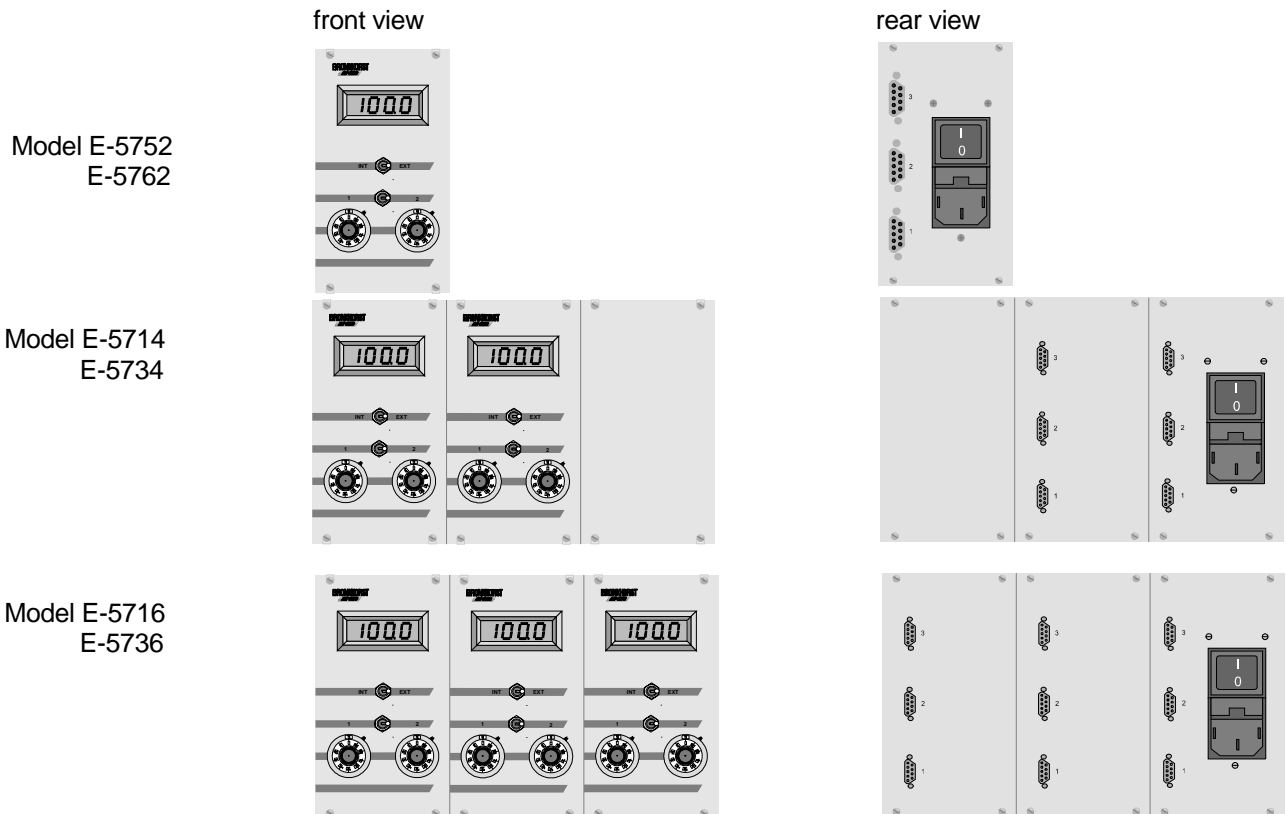 front view
rear view
Model E-5752
E-5762
100.0
INT EXT
1 2
3
2
1
I
0
Model E-5714
E-5734
100.0 100.0
INT EXT INT EXT
1 2 1 2
3 3
2 2
1 1
I
0
Model E-5716
E-5736
100.0 100.0 100.0
INT EXT INT EXT INT EXT
1 2 1 2 1 2
3 3 3
2 2 2
1 1 1
I
0